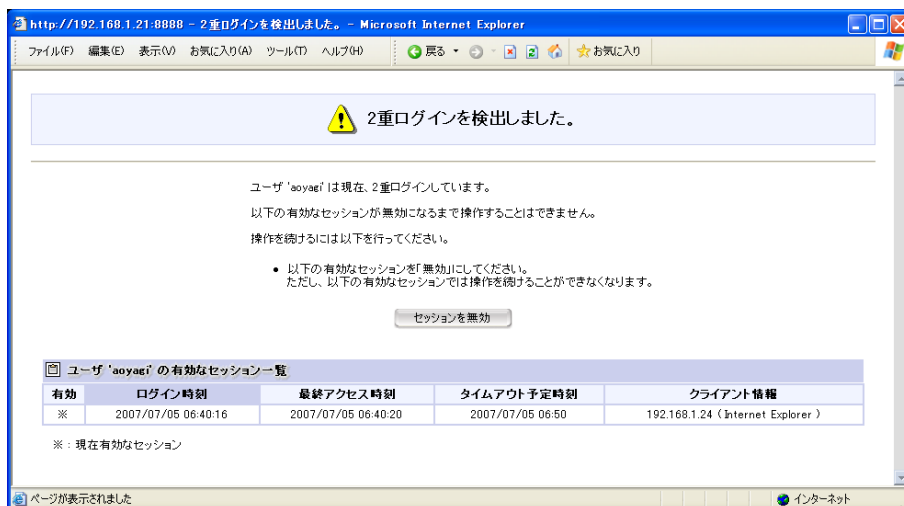 http://192.168.1.21:8888 - 2重ログインを検出しました。 - Microsoft Internet Explorer
ファイル(F) 編集(E) 表示(V) お気に入り(A) ツール(T) ヘルプ(H) 戻る お気に入り
2重ログインを検出しました。
ユーザ 'aoyagi' は現在、2重ログインしています。
以下の有効なセッションが無効になるまで操作することはできません。
操作を続けるには以下を行ってください。
• 以下の有効なセッションを「無効」にしてください。
ただし、以下の有効なセッションでは操作を続けることができなくなります。
セッションを無効
ユーザ 'aoyagi' の有効なセッション一覧
有効 ログイン時刻 最終アクセス時刻 タイムアウト予定時刻 クライアント情報
※ 2007/07/05 06:40:16 2007/07/05 06:40:20 2007/07/05 06:50 192.168.1.24 ( Internet Explorer )
※ : 現在有効なセッション
ページが表示されました インターネット